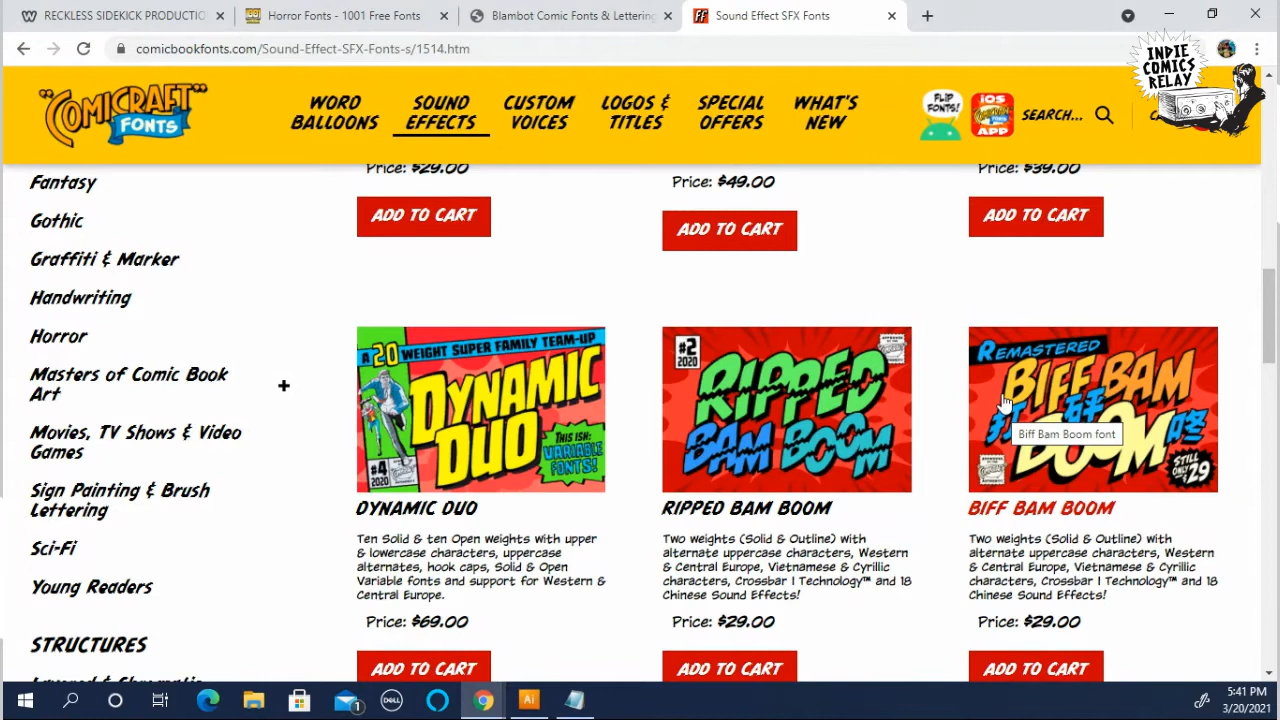 RECKLESS SIDEKICK PRODUCTIO
Horror Fonts - 1001 Free Fonts
Blambot Comic Fonts & Lettering
Sound Effect SFX Fonts
comicbookfonts.com/Sound-Effect-SFX-Fonts-s/1514.htm
INDIE
COMICS
RELAY
"COMICRAFT"
FONTS
WORD
BALLOONS
SOUND
EFFECTS
CUSTOM
VOICES
LOGOS &
TITLES
SPECIAL
OFFERS
WHAT'S
NEW
FLIP
FONTS!
iOS
APP
SEARCH...
Fantasy
Gothic
Graffiti & Marker
Handwriting
Horror
Masters of Comic Book
Art
+
Movies, TV Shows & Video
Games
Sign Painting & Brush
Lettering
Sci-Fi
Young Readers
STRUCTURES
Layered & Chromatic
Price: $29.00
ADD TO CART
Price: $49.00
ADD TO CART
Price: $39.00
ADD TO CART
A 20 WEIGHT SUPER FAMILY TEAM-UP
DYNAMIC
DUO
THIS ISH:
VARIABLE
FONTS!
#4
2020
DYNAMIC DUO
Ten Solid & ten Open weights with upper
& lowercase characters, uppercase
alternates, hook caps, Solid & Open
Variable fonts and support for Western &
Central Europe.
Price: $69.00
ADD TO CART
#2
2020
RIPPED
BAM BOOM
RIPPED BAM BOOM
Two weights (Solid & Outline) with
alternate uppercase characters, Western
& Central Europe, Vietnamese & Cyrillic
characters, Crossbar I Technology™ and 18
Chinese Sound Effects!
Price: $29.00
ADD TO CART
REMASTERED
BIFF BAM
打 砰 咚
BOOM
STILL
ONLY $29
Biff Bam Boom font
BIFF BAM BOOM
Two weights (Solid & Outline) with
alternate uppercase characters, Western
& Central Europe, Vietnamese & Cyrillic
characters, Crossbar I Technology™ and 18
Chinese Sound Effects!
Price: $29.00
ADD TO CART
DELL
1
Ai
5:41 PM
3/20/2021